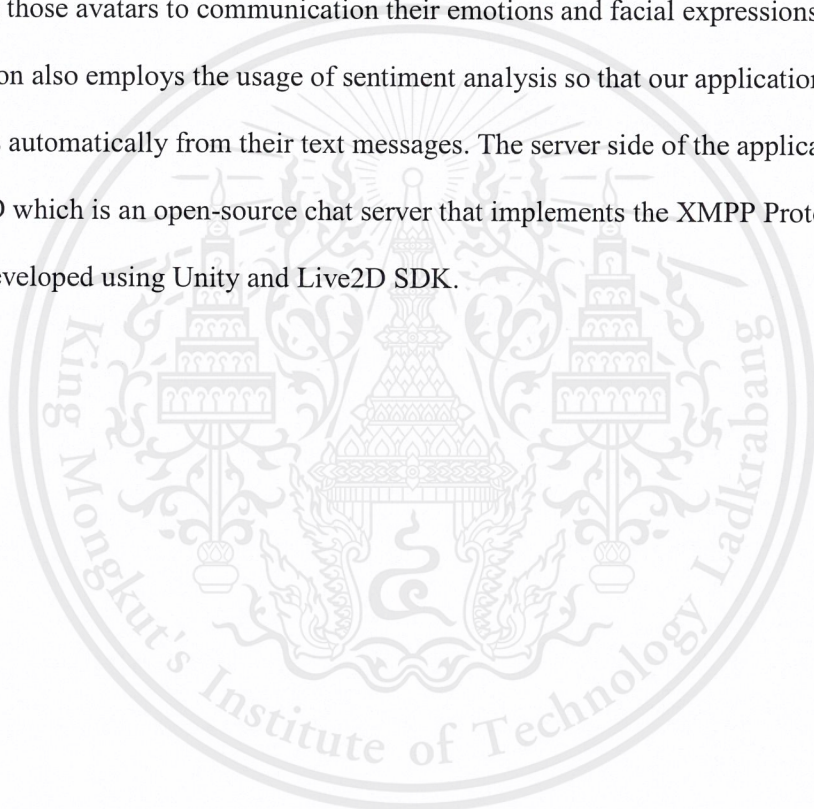 those avatars to communication their emotions and facial expressions
on also employs the usage of sentiment analysis so that our application
automatically from their text messages. The server side of the applica
which is an open-source chat server that implements the XMPP Prot
eveloped using Unity and Live2D SDK.
King Mongkut's Institute of Technology Ladkrabang